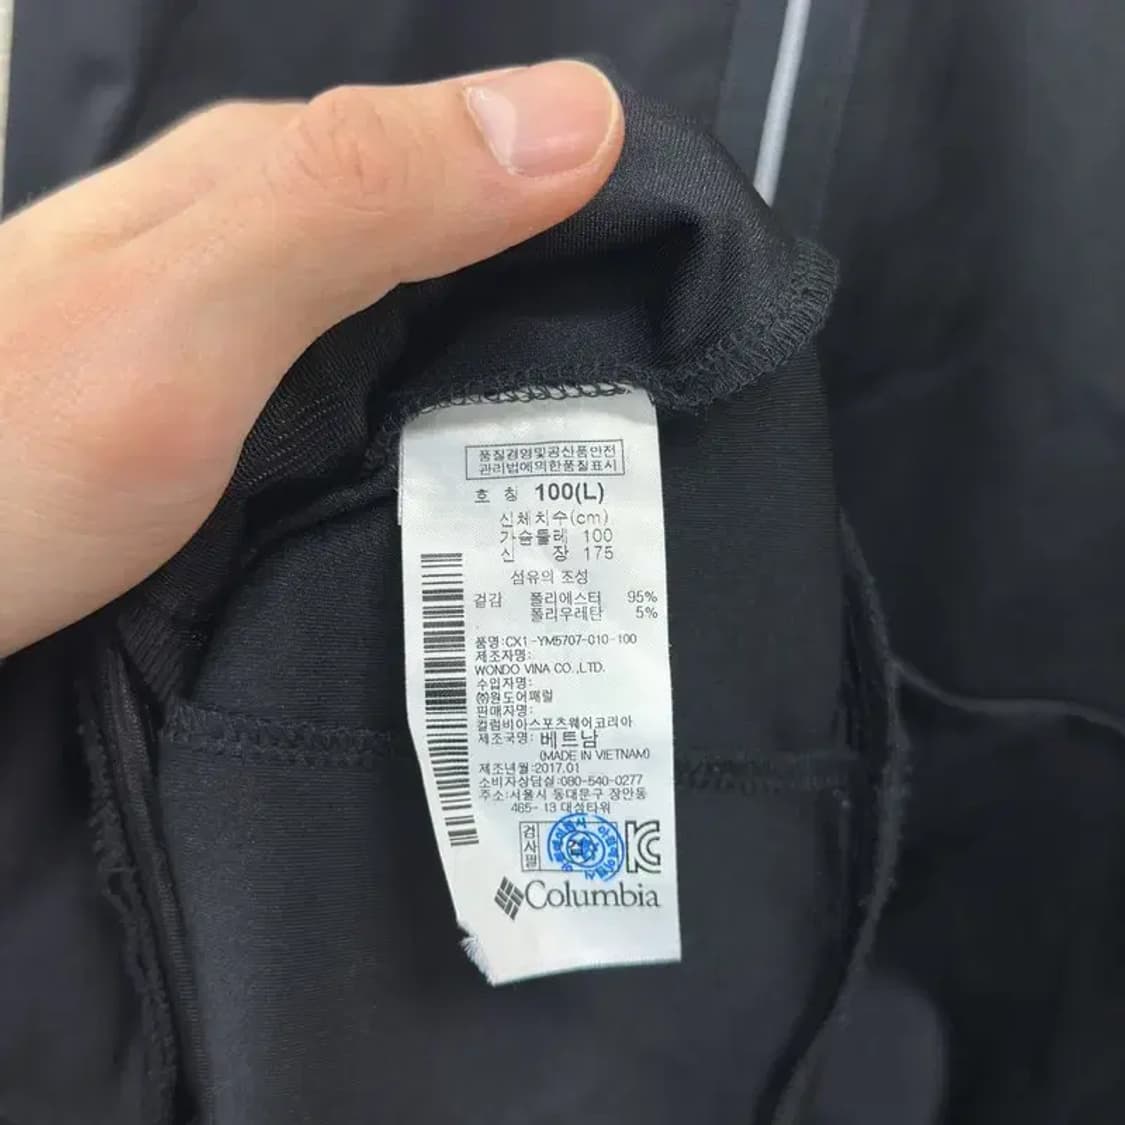 품질경영및공산품안전
관리법에의한품질표시
호 칭 100(L)
신체치수(cm)
가슴둘레 100
신 장 175
섬유의 조성
겉감 폴리에스터 95%
폴리우레탄 5%
품명:CX1-YM5707-010-100
제조자명:
WONDO VINA CO.,LTD.
수입자명:
㈜원도어패럴
판매자명:
컬럼비아스포츠웨어코리아
제조국명: 베트남
(MADE IN VIETNAM)
제조년월:2017.01
소비자상담실:080-540-0277
주소:서울시 동대문구 장안동
465-13 대성타워
검사필
Columbia